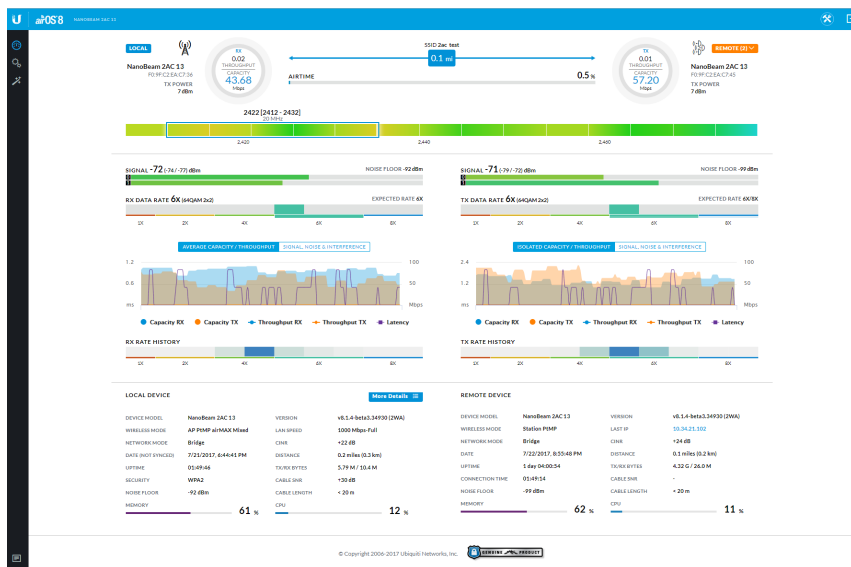 U airOS 8 NANOBEAM 2AC 13
LOCAL
RX
0.02
THROUGHPUT
CAPACITY
43.68
Mbps
SSID 2ac test
0.1 mi
TX
0.01
THROUGHPUT
CAPACITY
57.20
Mbps
REMOTE (2)
NanoBeam 2AC 13
F0:9F:C2:EA:C7:36
TX POWER
7 dBm
AIRTIME 0.5 %
NanoBeam 2AC 13
F0:9F:C2:EA:C7:45
TX POWER
7 dBm
2422 [2412 - 2432]
20 MHz
2,420 2,440 2,460
SIGNAL -72 (-74 / -77) dBm NOISE FLOOR -92 dBm
0
1
RX DATA RATE 6X (64QAM 2x2) EXPECTED RATE 6X
1X 2X 4X 6X 8X
SIGNAL -71 (-79 / -72) dBm NOISE FLOOR -99 dBm
0
1
TX DATA RATE 6X (64QAM 2x2) EXPECTED RATE 6X/8X
1X 2X 4X 6X 8X
AVERAGE CAPACITY / THROUGHPUT SIGNAL, NOISE & INTERFERENCE
1.2 100
0.6 50
ms Mbps
Capacity RX Capacity TX Throughput RX Throughput TX Latency
RX RATE HISTORY
1X 2X 4X 6X 8X
ISOLATED CAPACITY / THROUGHPUT SIGNAL, NOISE & INTERFERENCE
2.4 100
1.2 50
ms Mbps
Capacity RX Capacity TX Throughput RX Throughput TX Latency
TX RATE HISTORY
1X 2X 4X 6X 8X
LOCAL DEVICE More Details
DEVICE MODEL NanoBeam 2AC 13 VERSION v8.1.4-beta3.34930 (2WA)
WIRELESS MODE AP PtMP airMAX Mixed LAN SPEED 1000 Mbps-Full
NETWORK MODE Bridge CINR +22 dB
DATE (NOT SYNCED) 7/21/2017, 6:44:41 PM DISTANCE 0.2 miles (0.3 km)
UPTIME 01:49:46 TX/RX BYTES 5.79 M / 10.4 M
SECURITY WPA2 CABLE SNR +30 dB
NOISE FLOOR -92 dBm CABLE LENGTH < 20 m
MEMORY 61 % CPU 12 %
REMOTE DEVICE
DEVICE MODEL NanoBeam 2AC 13 VERSION v8.1.4-beta3.34930 (2WA)
WIRELESS MODE Station PtMP LAST IP 10.34.21.102
NETWORK MODE Bridge CINR +24 dB
DATE 7/22/2017, 8:55:48 PM DISTANCE 0.1 miles (0.2 km)
UPTIME 1 day 04:00:54 TX/RX BYTES 4.32 G / 26.0 M
CONNECTION TIME 01:49:14 CABLE SNR -
NOISE FLOOR -99 dBm CABLE LENGTH < 20 m
MEMORY 62 % CPU 11 %
© Copyright 2006-2017 Ubiquiti Networks, Inc. GENUINE PRODUCT